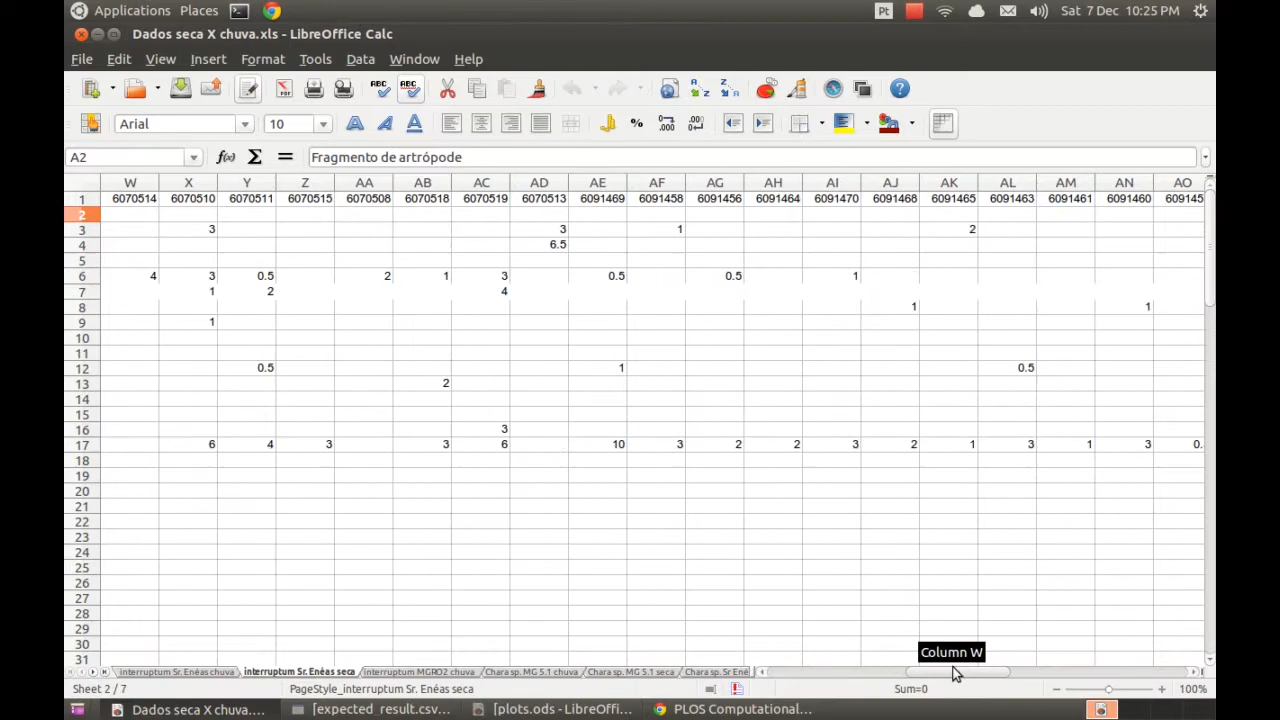 Applications Places Pt Sat 7 Dec 10:25 PM
Dados seca X chuva.xls - LibreOffice Calc
File Edit View Insert Format Tools Data Window Help
Arial 10
A2 Fragmento de artrópode
W X Y Z AA AB AC AD AE AF AG AH AI AJ AK AL AM AN AO
1 6070514 6070510 6070511 6070515 6070508 6070518 6070519 6070513 6091469 6091458 6091456 6091464 6091470 6091468 6091465 6091463 6091461 6091460 609145
2
3 3 3 1 2
4 6.5
5
6 4 3 0.5 2 1 3 0.5 0.5 1
7 1 2 4
8 1 1
9 1
10
11
12 0.5 1 0.5
13 2
14
15
16 3
17 6 4 3 3 6 10 3 2 2 3 2 1 3 1 3 0.
18
19
20
21
22
23
24
25
26
27
28
29
30
31
Column W
interruptum Sr. Enéas chuva interruptum Sr. Enéas seca interruptum MGRO2 chuva Chara sp. MG 5.1 chuva Chara sp. MG 5.1 seca Chara sp. Sr Ené
Sheet 2 / 7 PageStyle_interruptum Sr. Enéas seca Sum=0 100%
Dados seca X chuva.... [expected_result.csv... [plots.ods - LibreOffi... PLOS Computational...